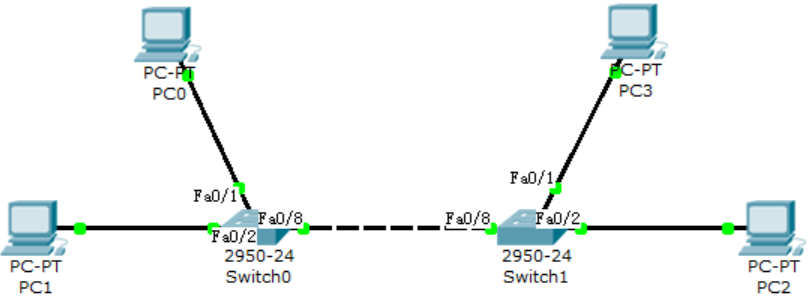 PC-PT
PC0
PC-PT
PC3
Fa0/1
Fa0/1
Fa0/8
Fa0/2
Fa0/8
Fa0/2
2950-24
Switch0
2950-24
Switch1
PC-PT
PC1
PC-PT
PC2